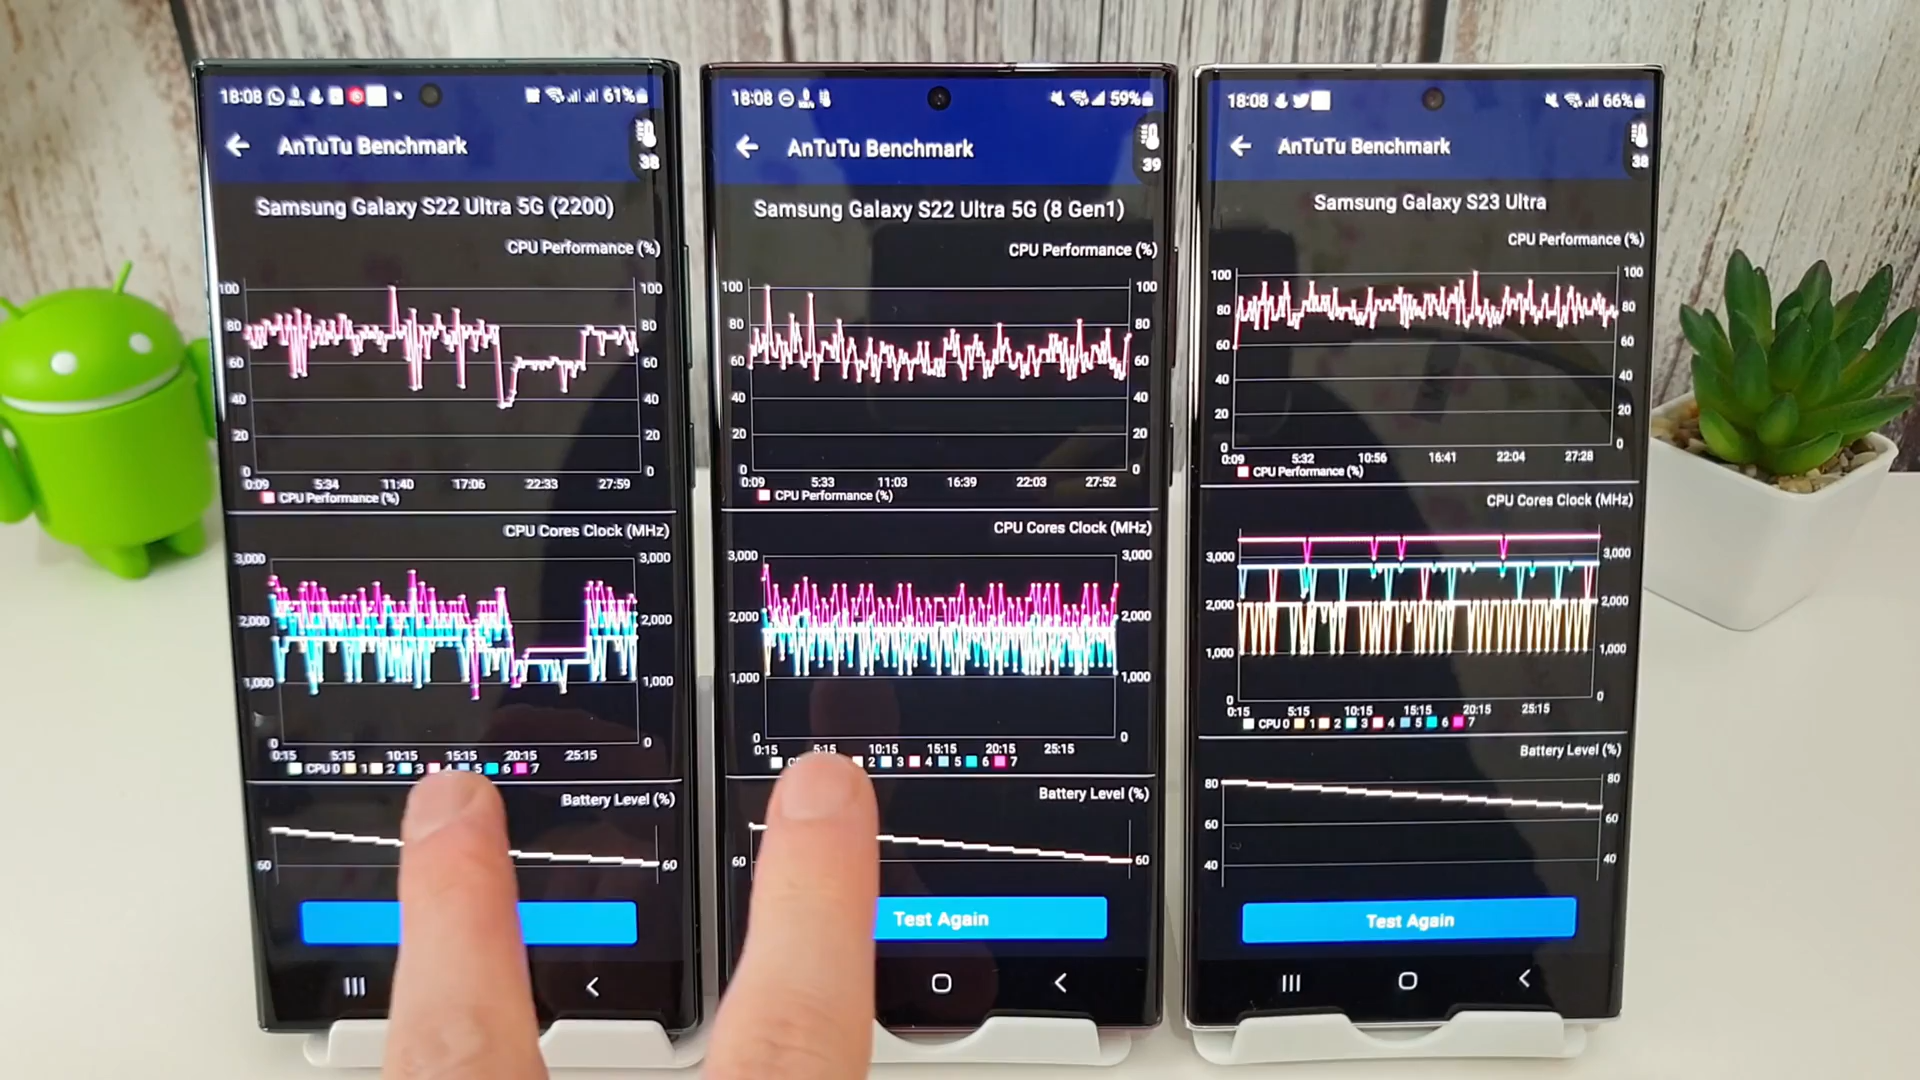 18:08 61%
AnTuTu Benchmark
38
Samsung Galaxy S22 Ultra 5G (2200)
CPU Performance (%)
100 100
80 80
60 60
40 40
20 20
0 0
0:09 5:34 11:40 17:06 22:33 27:59
CPU Performance (%)
CPU Cores Clock (MHz)
3,000 3,000
2,000 2,000
1,000 1,000
0 0
0:15 5:15 10:15 15:15 20:15 25:15
CPU 0 1 2 3 4 5 6 7
Battery Level (%)
60 60
18:08 59%
AnTuTu Benchmark
39
Samsung Galaxy S22 Ultra 5G (8 Gen1)
CPU Performance (%)
100 100
80 80
60 60
40 40
20 20
0 0
0:09 5:33 11:03 16:39 22:03 27:52
CPU Performance (%)
CPU Cores Clock (MHz)
3,000 3,000
2,000 2,000
1,000 1,000
0 0
0:15 5:15 10:15 15:15 20:15 25:15
2 3 4 5 6 7
Battery Level (%)
60 60
Test Again
18:08 66%
AnTuTu Benchmark
38
Samsung Galaxy S23 Ultra
CPU Performance (%)
100 100
80 80
60 60
40 40
20 20
0 0
0:09 5:32 10:56 16:41 22:04 27:28
CPU Performance (%)
CPU Cores Clock (MHz)
3,000 3,000
2,000 2,000
1,000 1,000
0 0
0:15 5:15 10:15 15:15 20:15 25:15
CPU 0 1 2 3 4 5 6 7
Battery Level (%)
80 80
60 60
40 40
Test Again